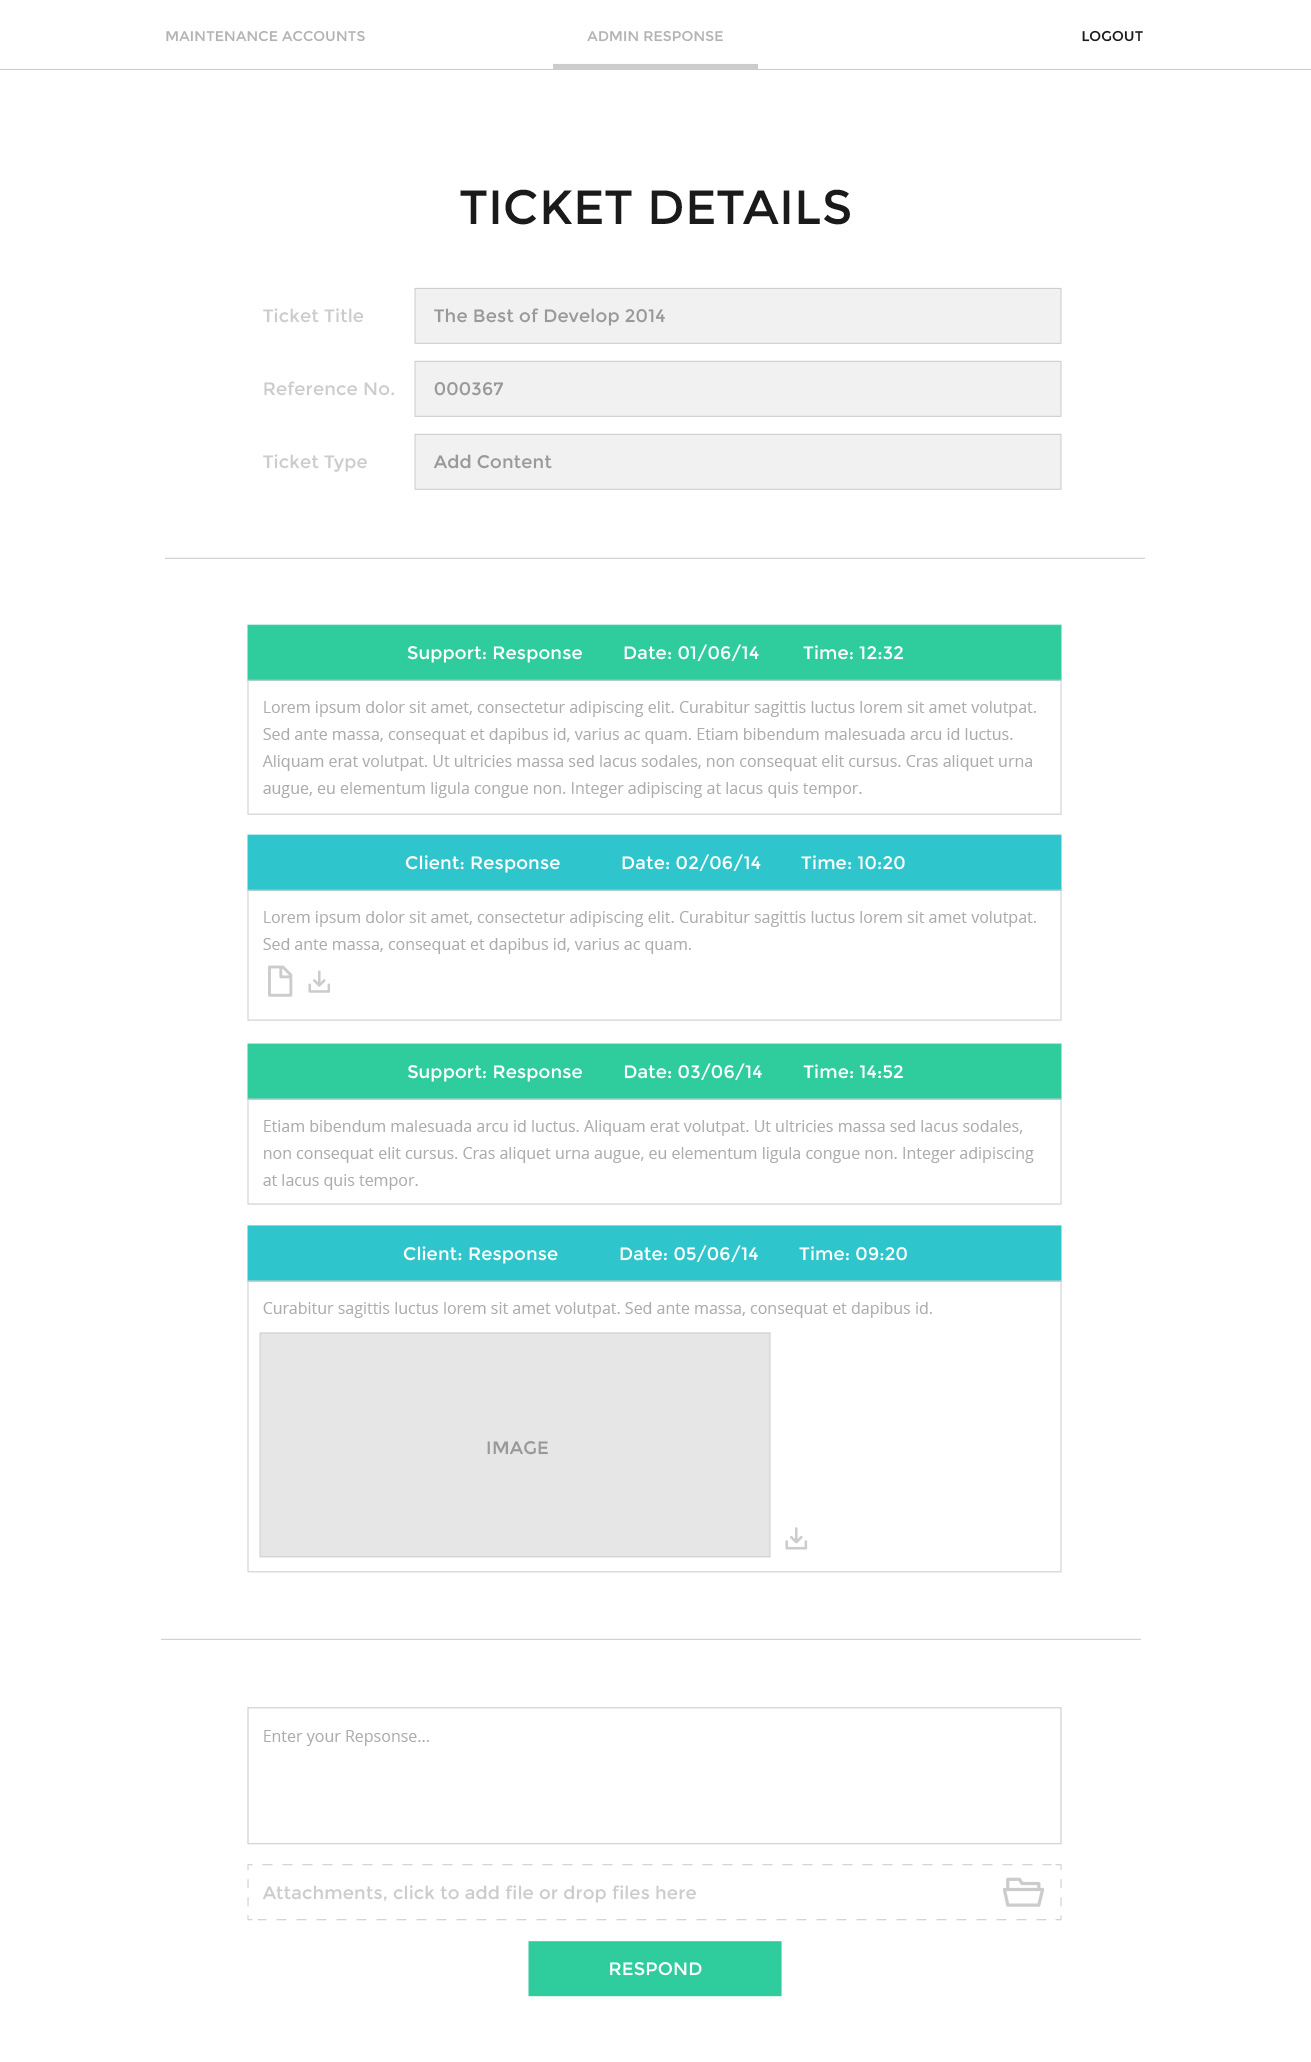 MAINTENANCE ACCOUNTS
ADMIN RESPONSE
LOGOUT
TICKET DETAILS
Ticket Title
The Best of Develop 2014
Reference No.
000367
Ticket Type
Add Content
Support: Response Date: 01/06/14 Time: 12:32
Lorem ipsum dolor sit amet, consectetur adipiscing elit. Curabitur sagittis luctus lorem sit amet volutpat.
Sed ante massa, consequat et dapibus id, varius ac quam. Etiam bibendum malesuada arcu id luctus.
Aliquam erat volutpat. Ut ultricies massa sed lacus sodales, non consequat elit cursus. Cras aliquet urna
augue, eu elementum ligula congue non. Integer adipiscing at lacus quis tempor.
Client: Response Date: 02/06/14 Time: 10:20
Lorem ipsum dolor sit amet, consectetur adipiscing elit. Curabitur sagittis luctus lorem sit amet volutpat.
Sed ante massa, consequat et dapibus id, varius ac quam.
Support: Response Date: 03/06/14 Time: 14:52
Etiam bibendum malesuada arcu id luctus. Aliquam erat volutpat. Ut ultricies massa sed lacus sodales,
non consequat elit cursus. Cras aliquet urna augue, eu elementum ligula congue non. Integer adipiscing
at lacus quis tempor.
Client: Response Date: 05/06/14 Time: 09:20
Curabitur sagittis luctus lorem sit amet volutpat. Sed ante massa, consequat et dapibus id.
IMAGE
Enter your Repsonse...
Attachments, click to add file or drop files here
RESPOND